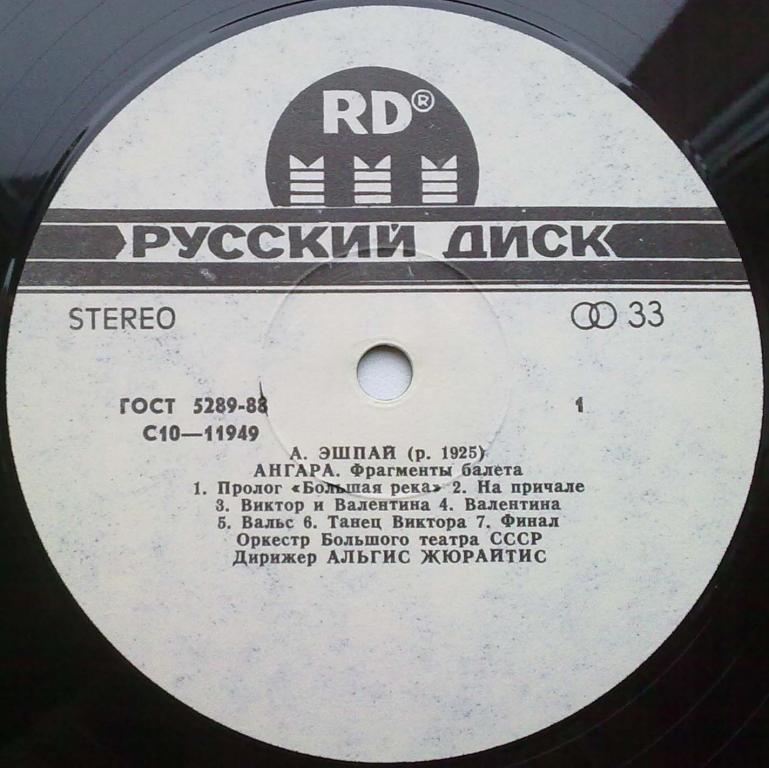 RD®
РУССКИЙ ДИСК
STEREO 33
ГОСТ 5289-88 1
С10—11949
А. ЭШПАЙ (р. 1925)
АНГАРА. Фрагменты балета
1. Пролог «Большая река» 2. На причале
3. Виктор и Валентина 4. Валентина
5. Вальс 6. Танец Виктора 7. Финал
Оркестр Большого театра СССР
Дирижер АЛЬГИС ЖЮРАЙТИС